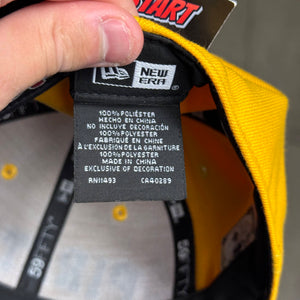 START
NEW ERA
100%POLIÉSTER
HECHO EN CHINA
NO INCLUYE DECORACIÓN
100%POLYESTER
FABRIQUÉ EN CHINE
À L'EXCLUSION DE LA GARNITURE
100%POLYESTER
MADE IN CHINA
EXCLUSIVE OF DECORATION
RN11493 CA40289
59FIFTY
59